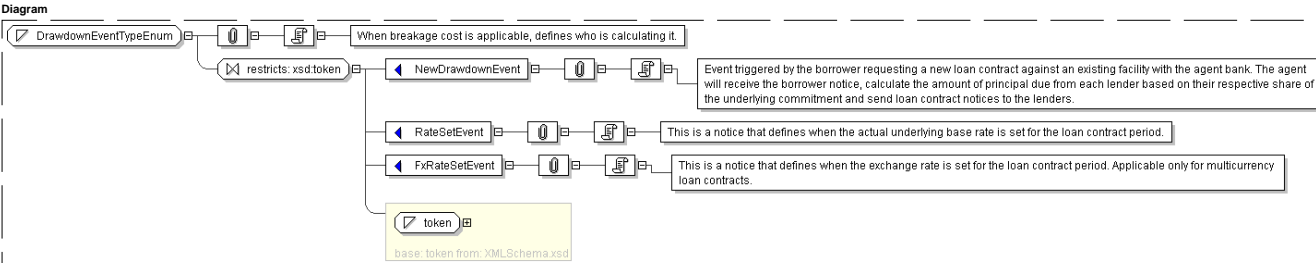 Diagram
DrawdownEventTypeEnum
When breakage cost is applicable, defines who is calculating it.
restricts: xsd:token
NewDrawdownEvent
Event triggered by the borrower requesting a new loan contract against an existing facility with the agent bank. The agent
will receive the borrower notice, calculate the amount of principal due from each lender based on their respective share of
the underlying commitment and send loan contract notices to the lenders.
RateSetEvent
This is a notice that defines when the actual underlying base rate is set for the loan contract period.
FxRateSetEvent
This is a notice that defines when the exchange rate is set for the loan contract period. Applicable only for multicurrency
loan contracts.
token
base: token from: XMLSchema.xsd